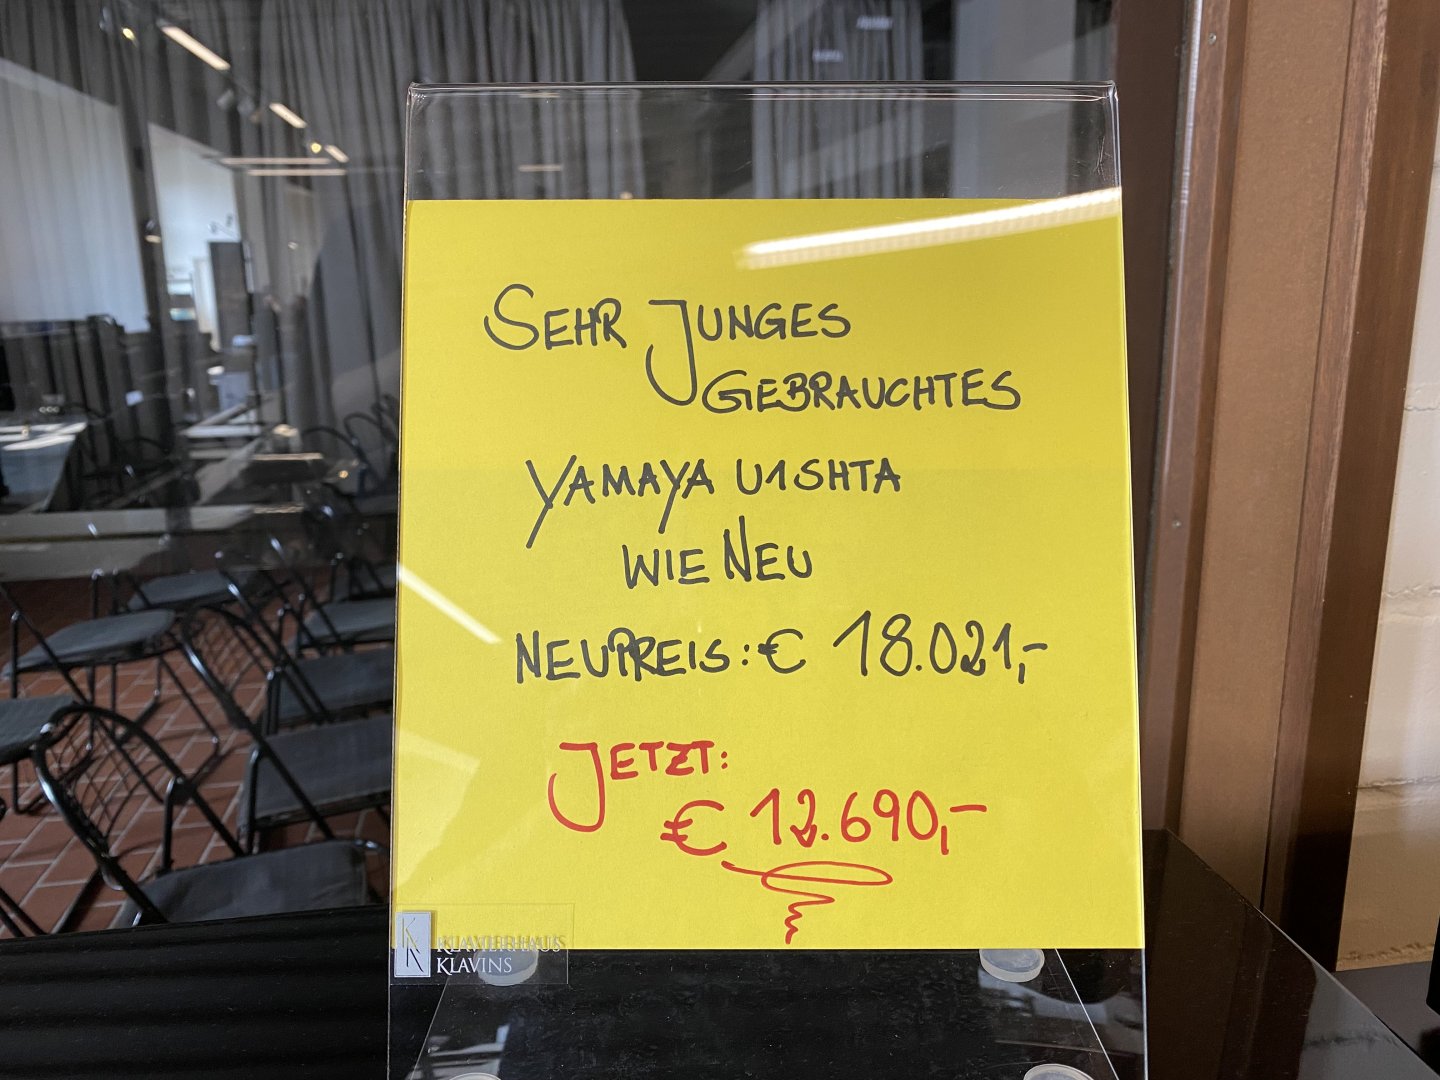 SEHR JUNGES
GEBRAUCHTES
YAMAYA U1SHTA
WIE NEU
NEUPREIS: € 18.021,-
JETZT:
€ 12.690,-
KLAVIERHAUS
KLAVINS